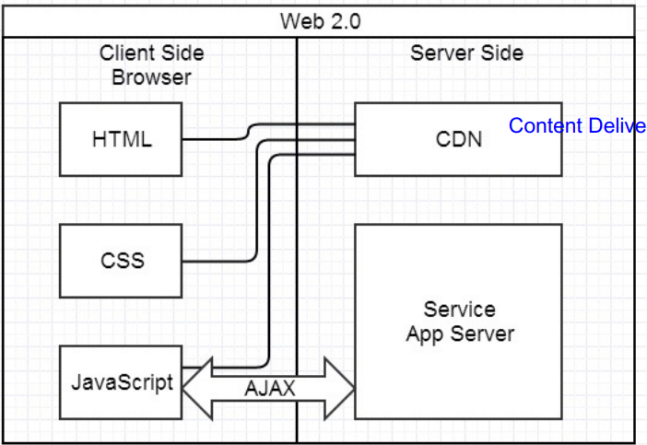 Web 2.0
Client Side
Browser
Server Side
HTML
CDN
Content Delive
CSS
Service
App Server
JavaScript
AJAX